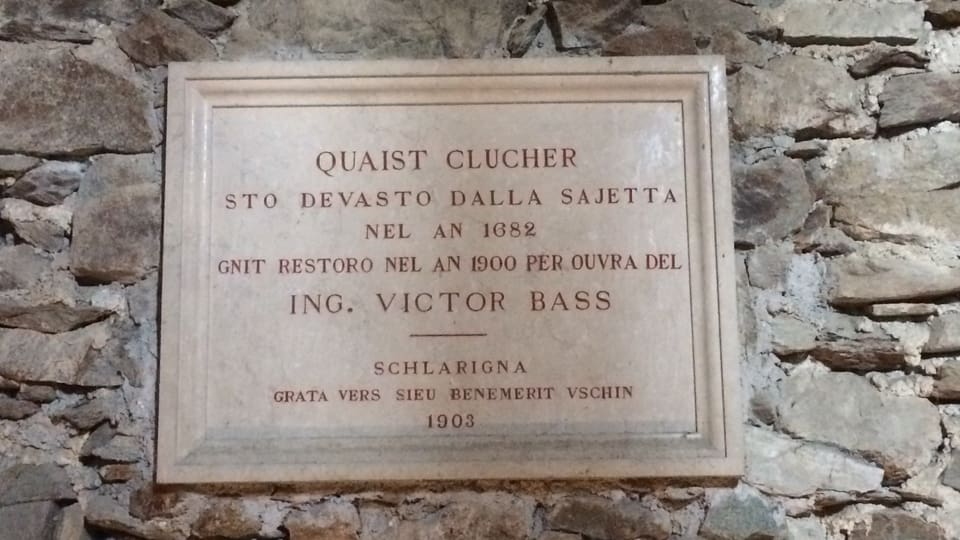 QUAIST CLUCHER
STO DEVASTO DALLA SAJETTA
NEL AN 1682
GNIT RESTORO NEL AN 1900 PER OUVRA DEL
ING. VICTOR BASS
SCHLARIGNA
GRATA VERS SIEU BENEMERIT VSCHIN
1903